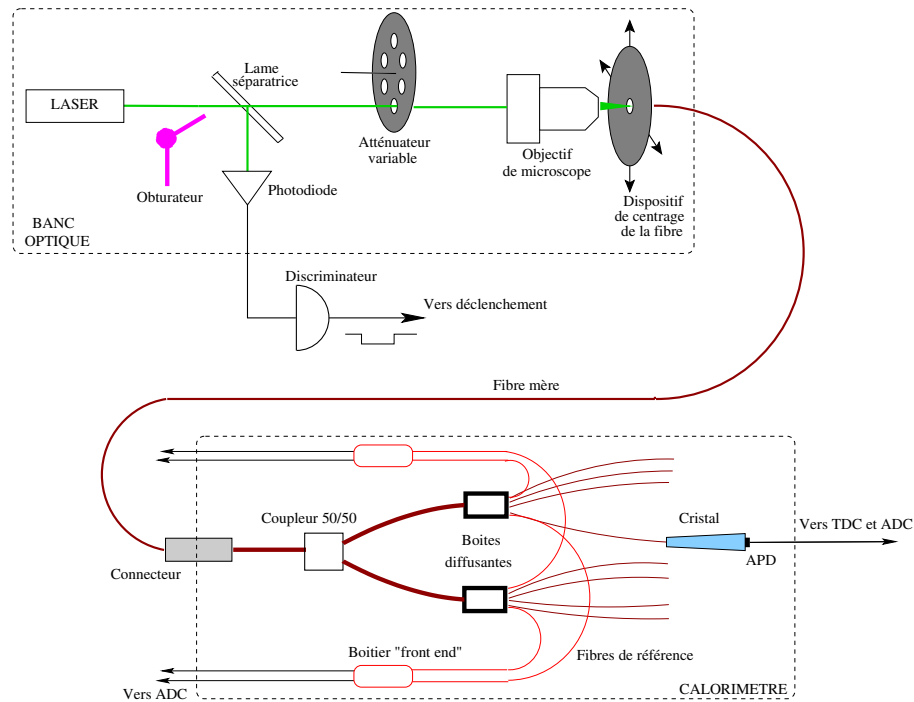 LASER
Lame
séparatrice
Atténuateur
variable
Objectif
de microscope
Dispositif
de centrage
de la fibre
Obturateur
Photodiode
BANC
OPTIQUE
Discriminateur
Vers déclenchement
Fibre mère
Connecteur
Coupleur 50/50
Boites
diffusantes
Cristal
APD
Vers TDC et ADC
Boitier "front end"
Fibres de référence
Vers ADC
CALORIMETRE